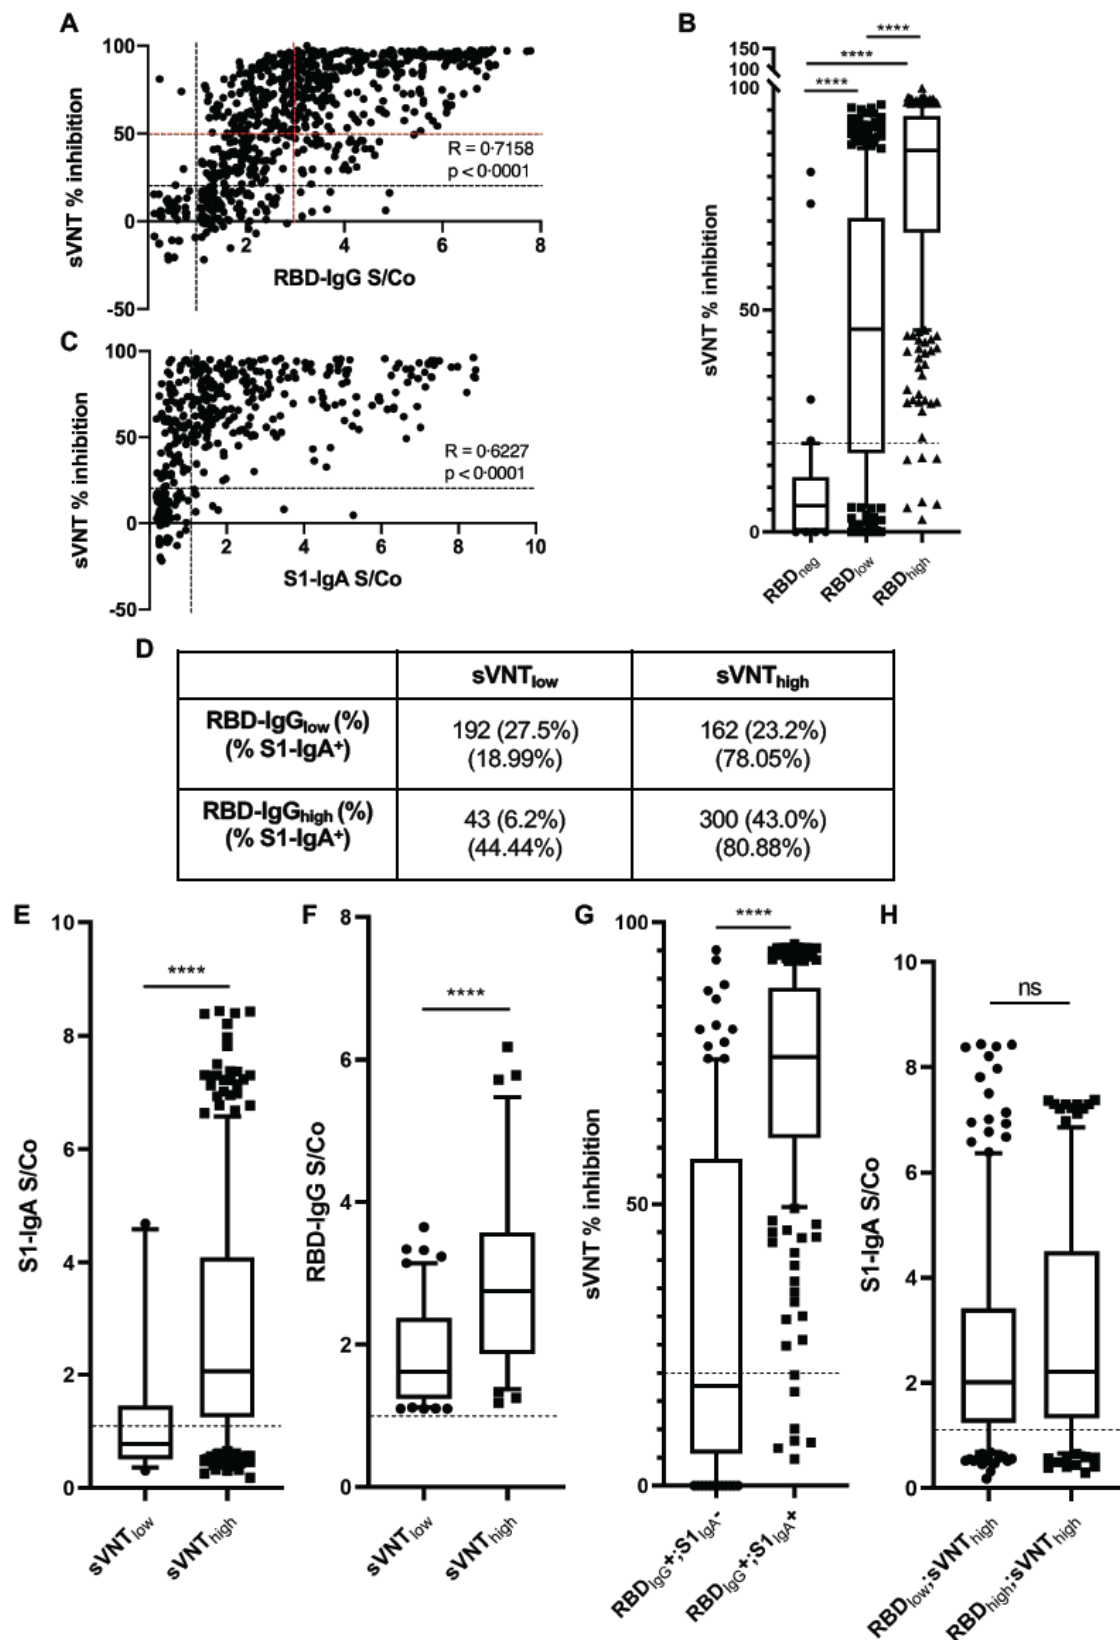 A
100
50
0
-50
sVNT % inhibition
R = 0·7158
p < 0·0001
2 4 6 8
RBD-IgG S/Co
B
****
****
****
150
100
100
50
0
sVNT % inhibition
RBDneg RBDlow RBDhigh
C
100
50
0
-50
sVNT % inhibition
R = 0·6227
p < 0·0001
2 4 6 8 10
S1-IgA S/Co
D
sVNTlow sVNThigh
RBD-IgGlow (%) 192 (27.5%) 162 (23.2%)
(% S1-IgA+) (18.99%) (78.05%)
RBD-IgGhigh (%) 43 (6.2%) 300 (43.0%)
(% S1-IgA+) (44.44%) (80.88%)
E
10
8
6
4
2
0
S1-IgA S/Co
****
sVNTlow sVNThigh
F
8
6
4
2
0
RBD-IgG S/Co
****
sVNTlow sVNThigh
G
100
50
0
sVNT % inhibition
****
RBDIgG+;S1IgA- RBDIgG+;S1IgA+
H
10
8
6
4
2
0
S1-IgA S/Co
ns
RBDlow;sVNThigh RBDhigh;sVNThigh